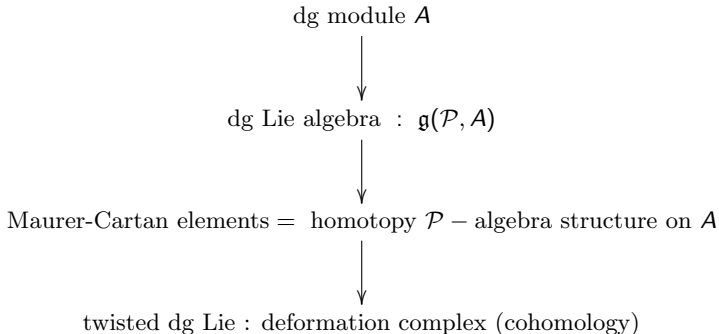 dg module A
dg Lie algebra : 𝔤(𝒫, A)
Maurer-Cartan elements = homotopy 𝒫 − algebra structure on A
twisted dg Lie : deformation complex (cohomology)